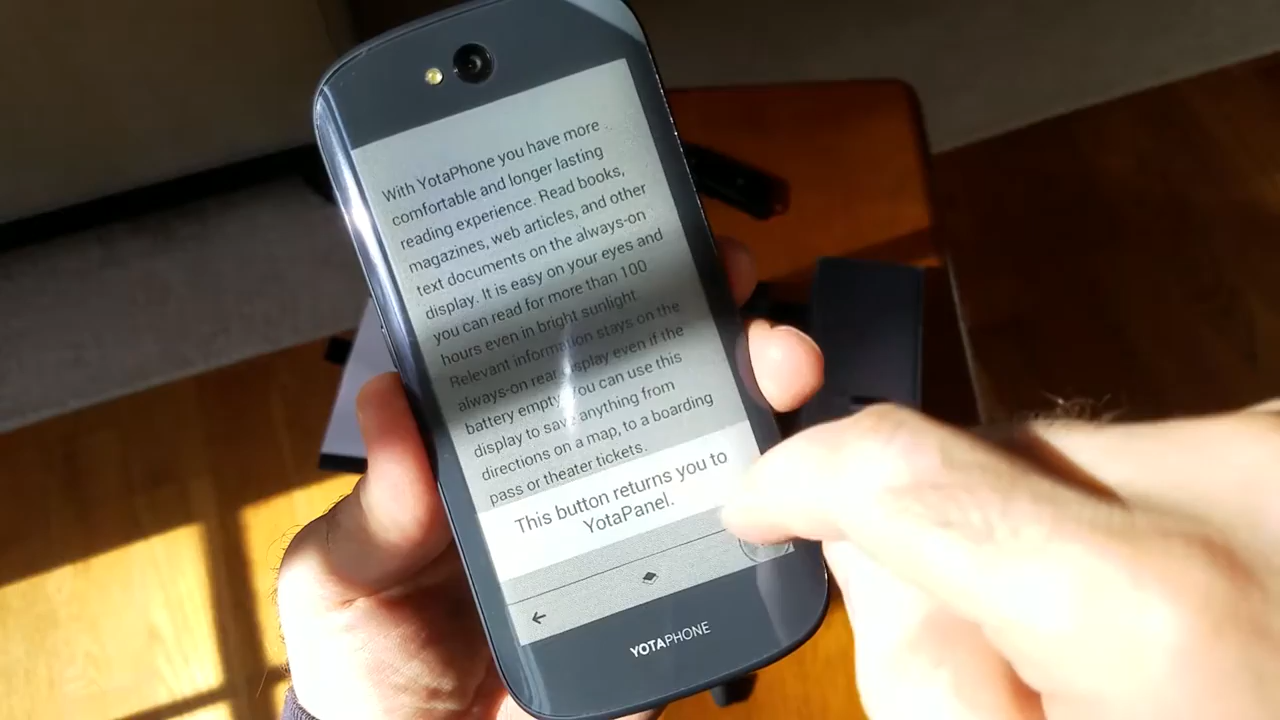 With YotaPhone you have more
comfortable and longer lasting
reading experience. Read books,
magazines, web articles, and other
text documents on the always-on
display. It is easy on your eyes and
you can read for more than 100
hours even in bright sunlight
Relevant information stays on the
always-on rear display even if the
battery empty. You can use this
display to save anything from
directions on a map, to a boarding
pass or theater tickets.
This button returns you to
YotaPanel.
YOTAPHONE